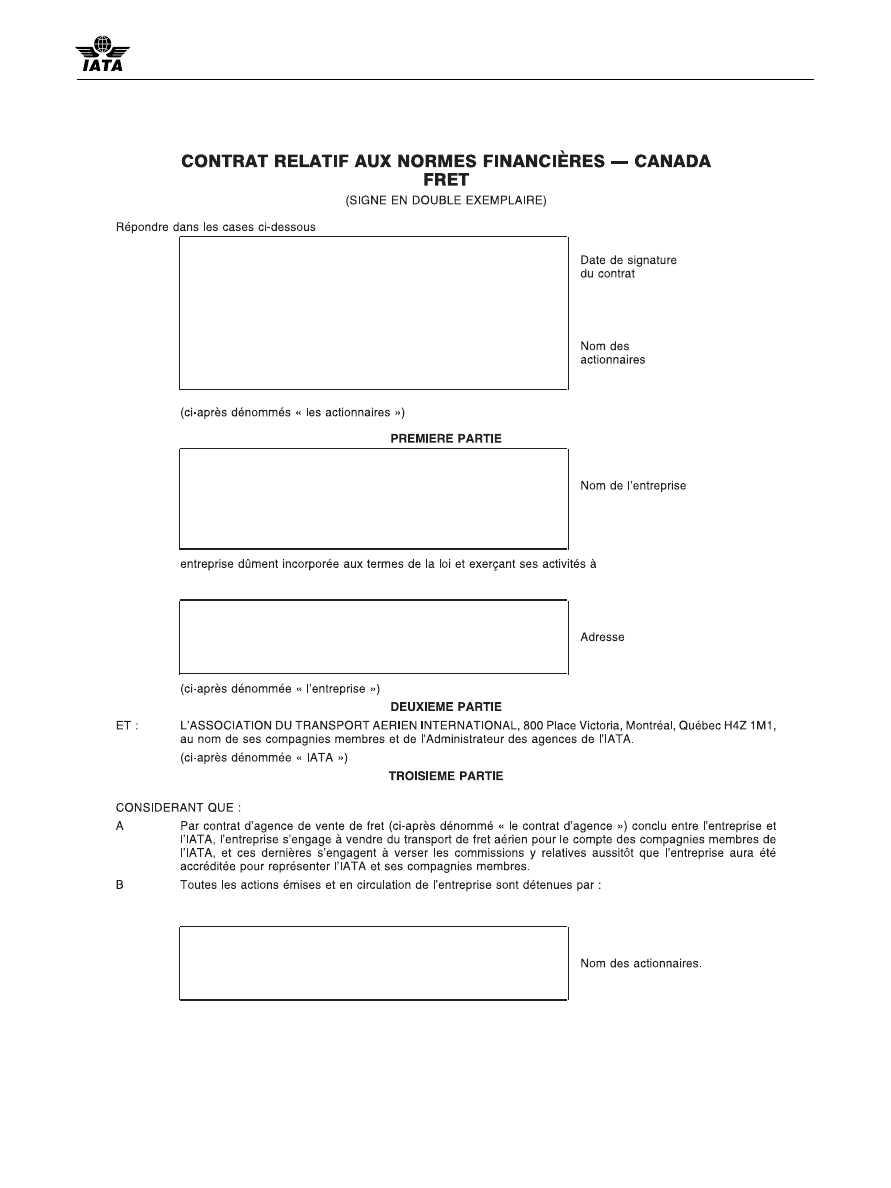 IATA
CONTRAT RELATIF AUX NORMES FINANCIÈRES — CANADA
FRET
(SIGNE EN DOUBLE EXEMPLAIRE)
Répondre dans les cases ci-dessous
Date de signature
du contrat
Nom des
actionnaires
(ci-après dénommés « les actionnaires »)
PREMIERE PARTIE
Nom de l'entreprise
entreprise dûment incorporée aux termes de la loi et exerçant ses activités à
Adresse
(ci-après dénommée « l'entreprise »)
DEUXIEME PARTIE
ET : L'ASSOCIATION DU TRANSPORT AERIEN INTERNATIONAL, 800 Place Victoria, Montréal, Québec H4Z 1M1,
au nom de ses compagnies membres et de l'Administrateur des agences de l'IATA.
(ci-après dénommée « IATA »)
TROISIEME PARTIE
CONSIDERANT QUE :
A Par contrat d'agence de vente de fret (ci-après dénommé « le contrat d'agence ») conclu entre l'entreprise et
l'IATA, l'entreprise s'engage à vendre du transport de fret aérien pour le compte des compagnies membres de
l'IATA, et ces dernières s'engagent à verser les commissions y relatives aussitôt que l'entreprise aura été
accréditée pour représenter l'IATA et ses compagnies membres.
B Toutes les actions émises et en circulation de l'entreprise sont détenues par :
Nom des actionnaires.